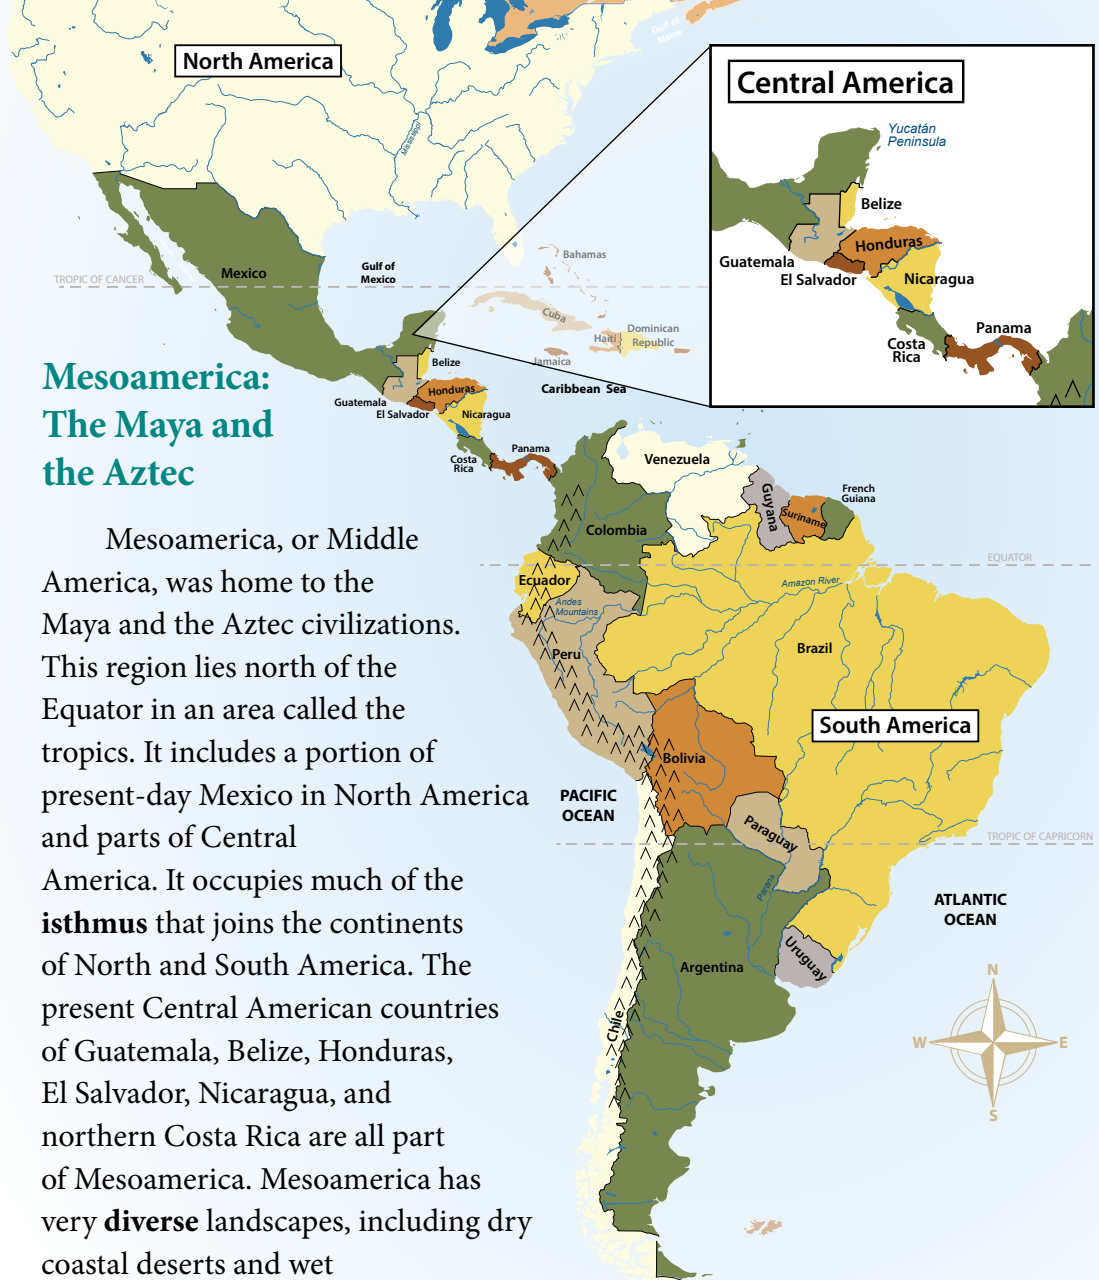 Gulf of
Maine
North America
Central America
Mississippi
Yucatán
Peninsula
Belize
Honduras
Guatemala
El Salvador
Nicaragua
Panama
Costa
Rica
Bahamas
Mexico
Gulf of
Mexico
TROPIC OF CANCER
Cuba
Haiti
Dominican
Republic
Jamaica
Belize
Caribbean Sea
Honduras
Guatemala
El Salvador
Nicaragua
Costa
Rica
Panama
Mesoamerica:
The Maya and
the Aztec
Venezuela
Guyana
Suriname
French
Guiana
Colombia
EQUATOR
Ecuador
Amazon River
Andes
Mountains
Peru
Brazil
South America
Bolivia
PACIFIC
OCEAN
Paraguay
TROPIC OF CAPRICORN
Paraná
ATLANTIC
OCEAN
Uruguay
Argentina
Chile
N
W
E
S
Mesoamerica, or Middle
America, was home to the
Maya and the Aztec civilizations.
This region lies north of the
Equator in an area called the
tropics. It includes a portion of
present-day Mexico in North America
and parts of Central
America. It occupies much of the
isthmus that joins the continents
of North and South America. The
present Central American countries
of Guatemala, Belize, Honduras,
El Salvador, Nicaragua, and
northern Costa Rica are all part
of Mesoamerica. Mesoamerica has
very diverse landscapes, including dry
coastal deserts and wet